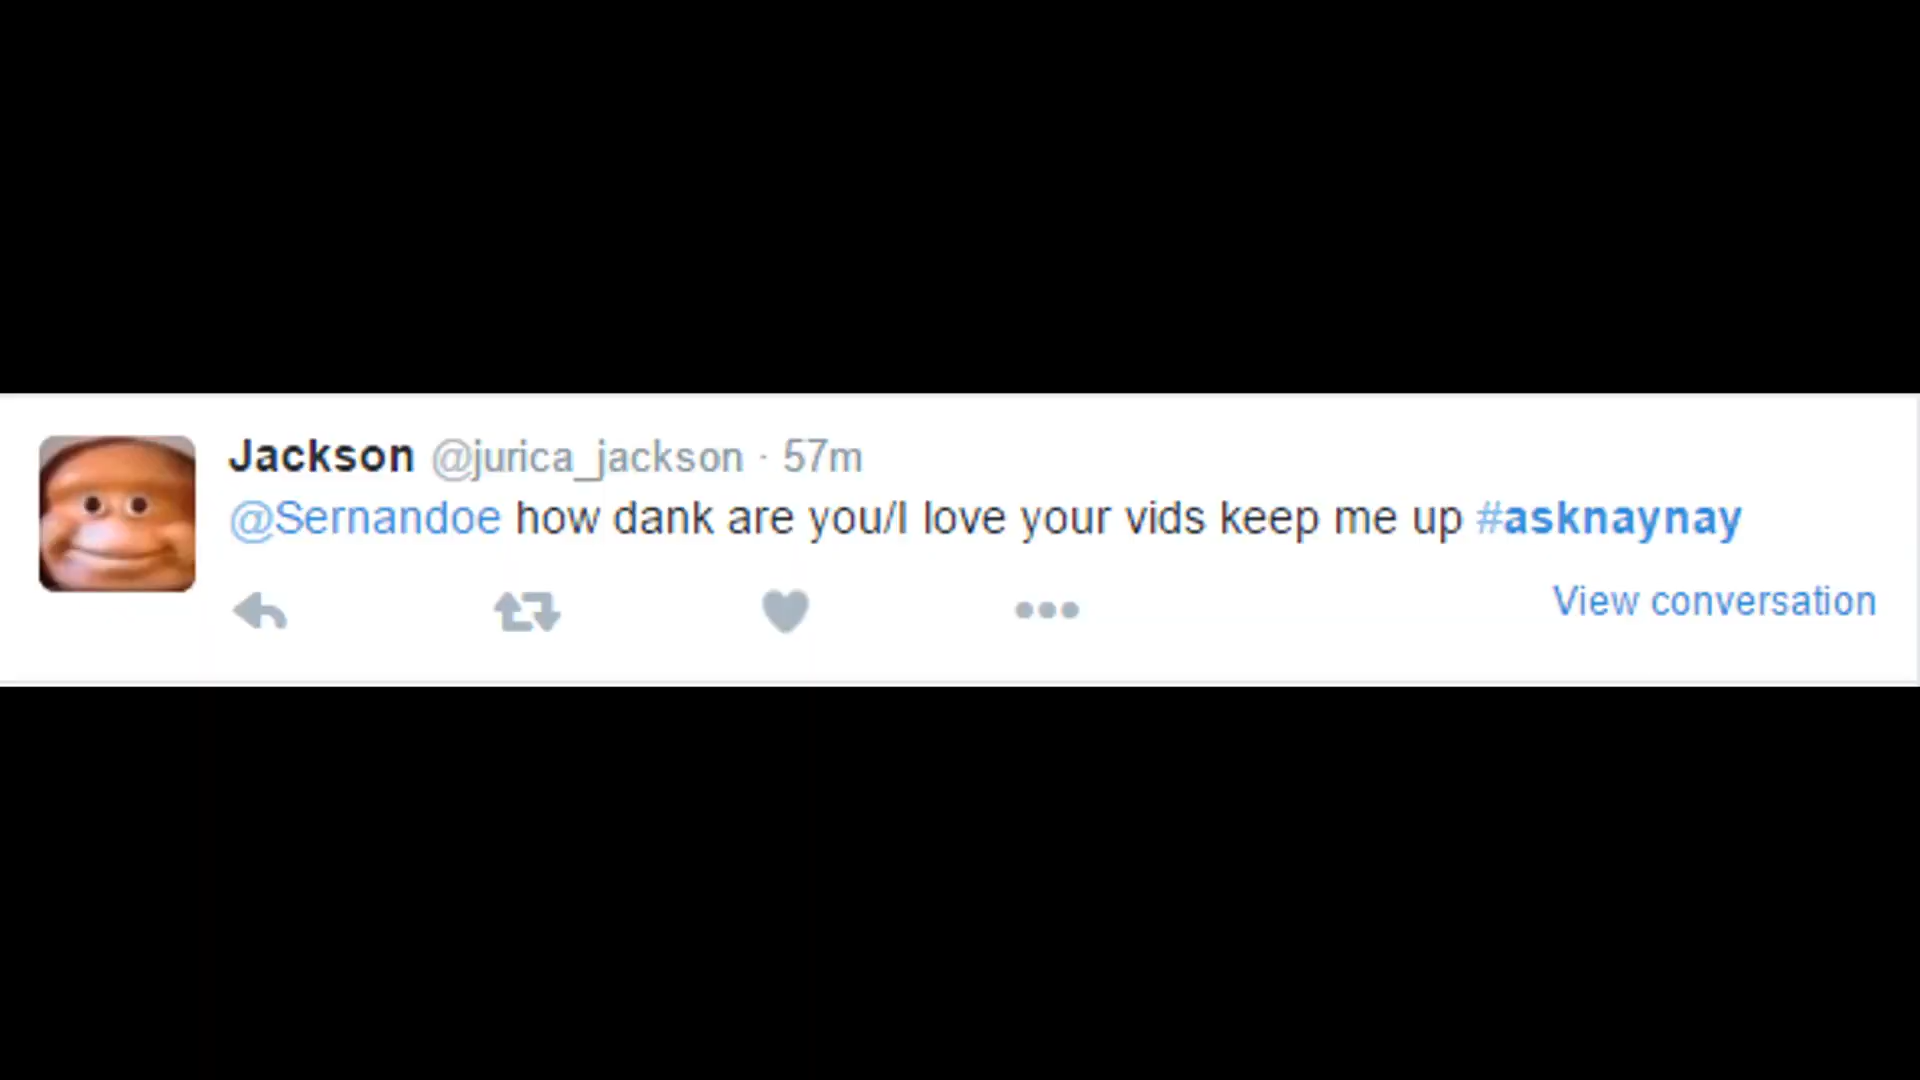 Jackson @jurica_jackson · 57m
@Sernandoe how dank are you/I love your vids keep me up #asknaynay
View conversation